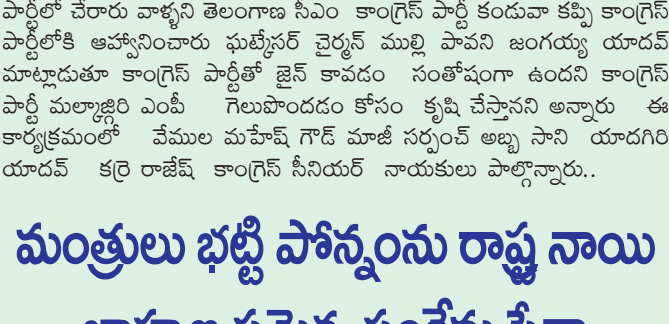 పార్టీలో చేరారు వాళ్ళని తెలంగాణ సీఎం కాంగ్రెస్ పార్టీ కండువా కప్పి కాంగ్రెస్
పార్టీలోకి ఆహ్వానించారు ఘట్కేసర్ చైర్మన్ ముల్లి పావని జంగయ్య యాదవ్
మాట్లాడుతూ కాంగ్రెస్ పార్టీతో జైన్ కావడం సంతోషంగా ఉందని కాంగ్రెస్
పార్టీ మల్కాజ్గిరి ఎంపీ గెలుపొందడం కోసం కృషి చేస్తానని అన్నారు ఈ
కార్యక్రమంలో వేముల మహేష్ గౌడ్ మాజీ సర్పంచ్ అబ్బ సాని యాదగిరి
యాదవ్ కర్రె రాజేష్ కాంగ్రెస్ సీనియర్ నాయకులు పాల్గొన్నారు..
మంత్రులు భట్టి పోన్నంను రాష్ట్ర నాయి